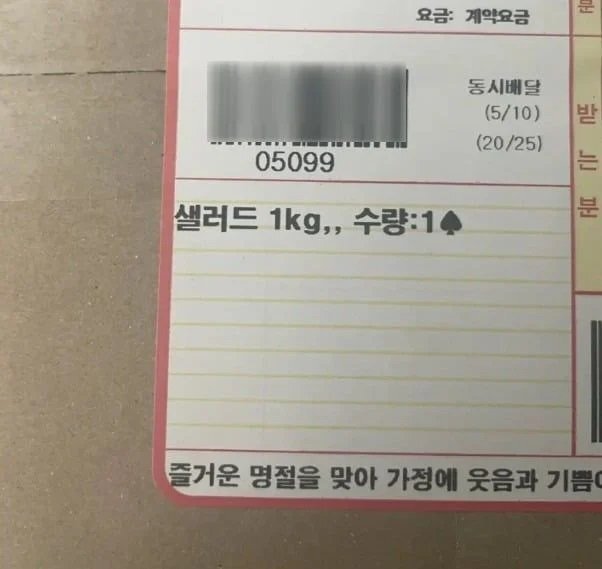 요금: 계약요금
분
동시배달
(5/10)
(20/25)
05099
받
는
분
샐러드 1kg,, 수량:1♠
즐거운 명절을 맞아 가정에 웃음과 기쁨이